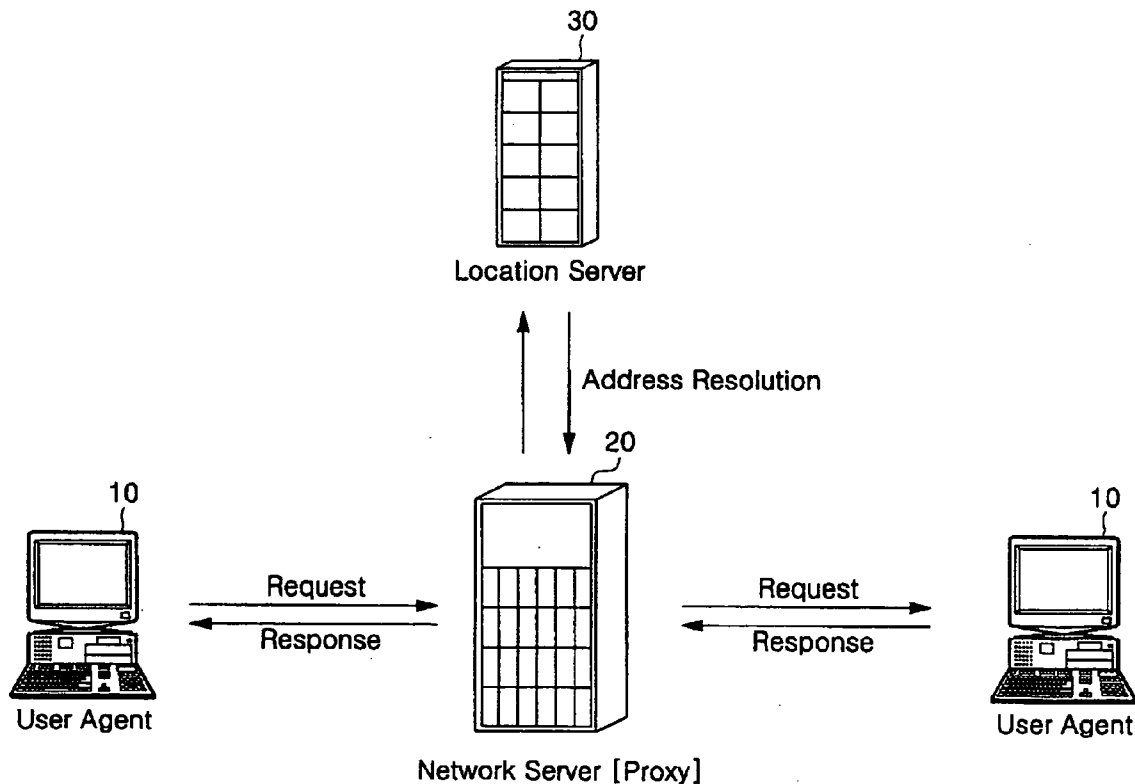 30
Location Server
Address Resolution
20
10
10
Request
Response
Request
Response
User Agent
User Agent
Network Server [Proxy]